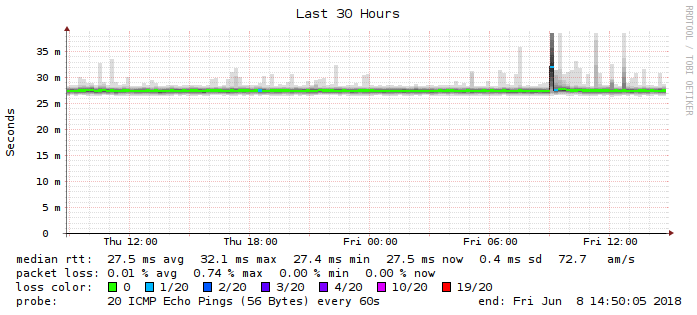 Last 30 Hours
RRDTOOL / TOBI OETIKER
Seconds
35 m
30 m
25 m
20 m
15 m
10 m
5 m
0
Thu 12:00 Thu 18:00 Fri 00:00 Fri 06:00 Fri 12:00
median rtt: 27.5 ms avg 32.1 ms max 27.4 ms min 27.5 ms now 0.4 ms sd 72.7 am/s
packet loss: 0.01 % avg 0.74 % max 0.00 % min 0.00 % now
loss color: 0 1/20 2/20 3/20 4/20 10/20 19/20
probe: 20 ICMP Echo Pings (56 Bytes) every 60s end: Fri Jun 8 14:50:05 2018